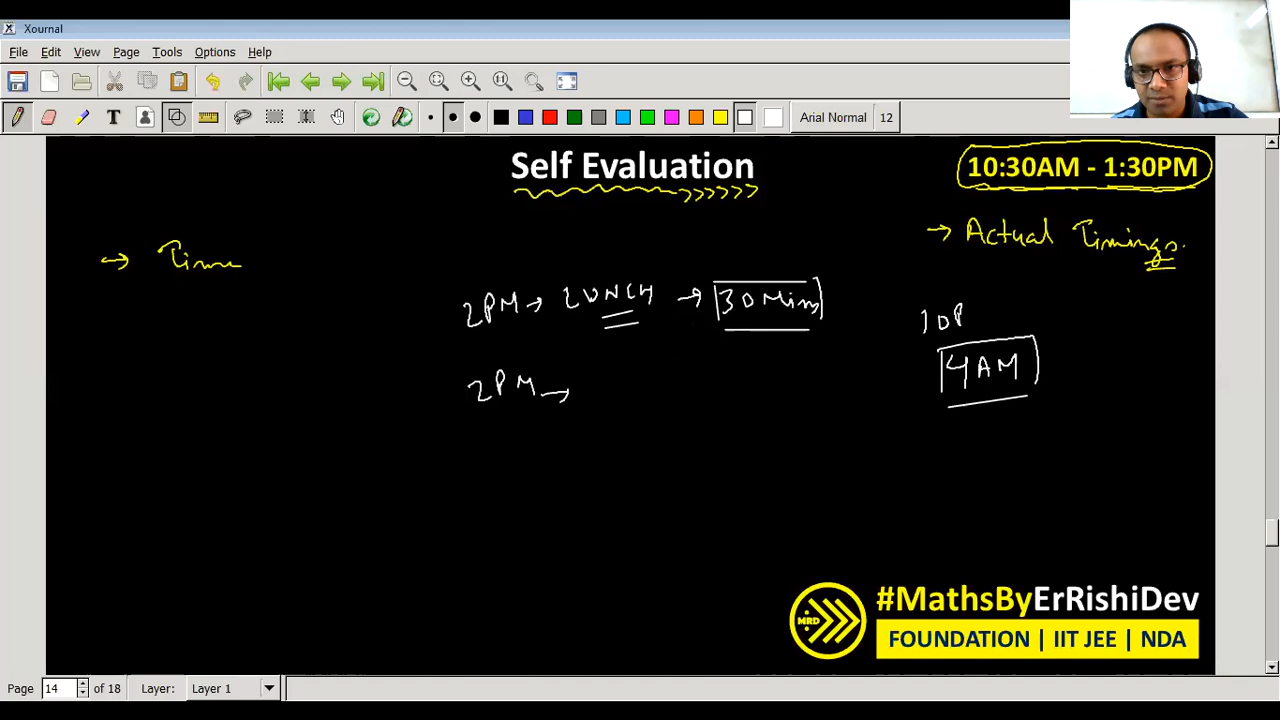 Xournal
File Edit View Page Tools Options Help
Arial Normal 12
Self Evaluation
10:30AM - 1:30PM
→ Actual Timings.
→ Time
2PM → LUNCH → 30 Mins
10P
4AM
2PM →
MRD
#MathsByErRishiDev
FOUNDATION | IIT JEE | NDA
Page 14 of 18 Layer: Layer 1